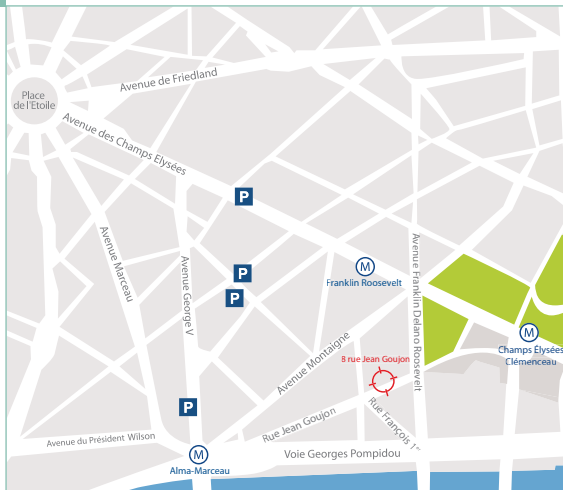 Avenue de Friedland
Place
de l'Etoile
Avenue des Champs Elysées
P
Avenue Marceau
Avenue George V
P
P
M
Franklin Roosevelt
Avenue Franklin Delano Roosevelt
M
Champs Élysées
Clémenceau
Avenue Montaigne
8 rue Jean Goujon
P
Rue Jean Goujon
Rue François 1er
Avenue du Président Wilson
M
Alma-Marceau
Voie Georges Pompidou